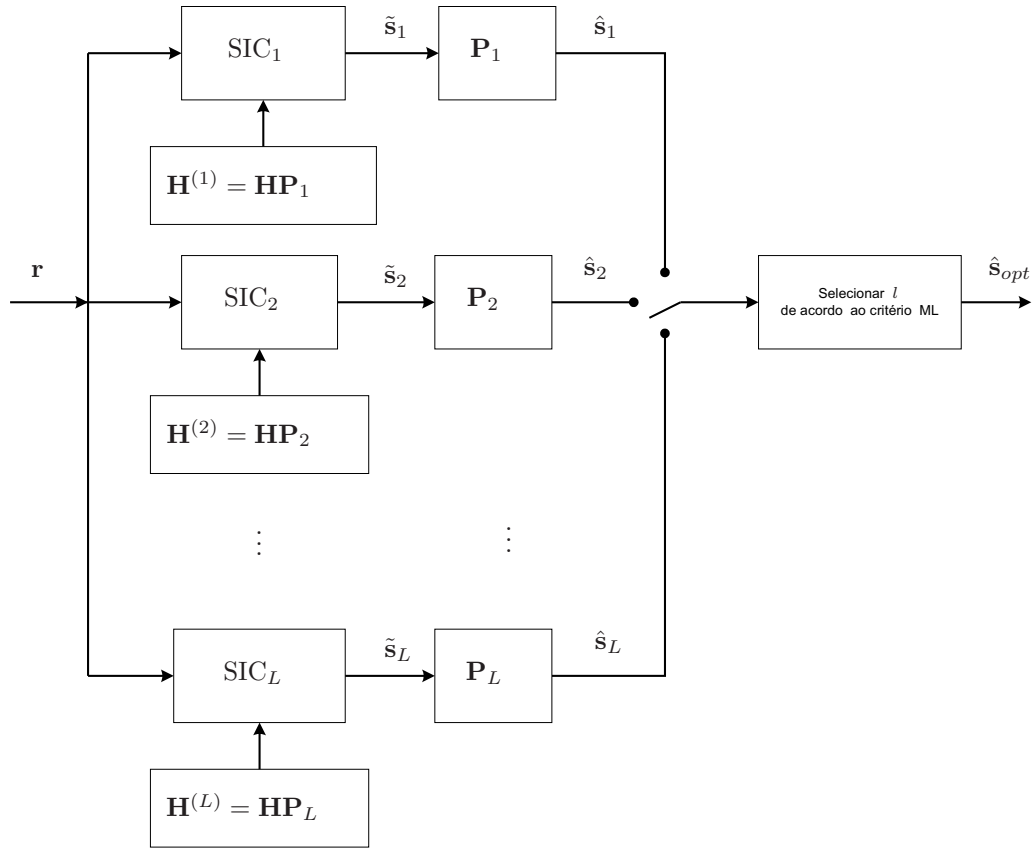 SIC₁
s̃₁
P₁
ŝ₁
H⁽¹⁾ = HP₁
r
SIC₂
s̃₂
P₂
ŝ₂
Selecionar l
de acordo ao critério ML
ŝₒₚₜ
H⁽²⁾ = HP₂
⋮ ⋮
SIC_L
s̃_L
P_L
ŝ_L
H⁽ᴸ⁾ = HP_L